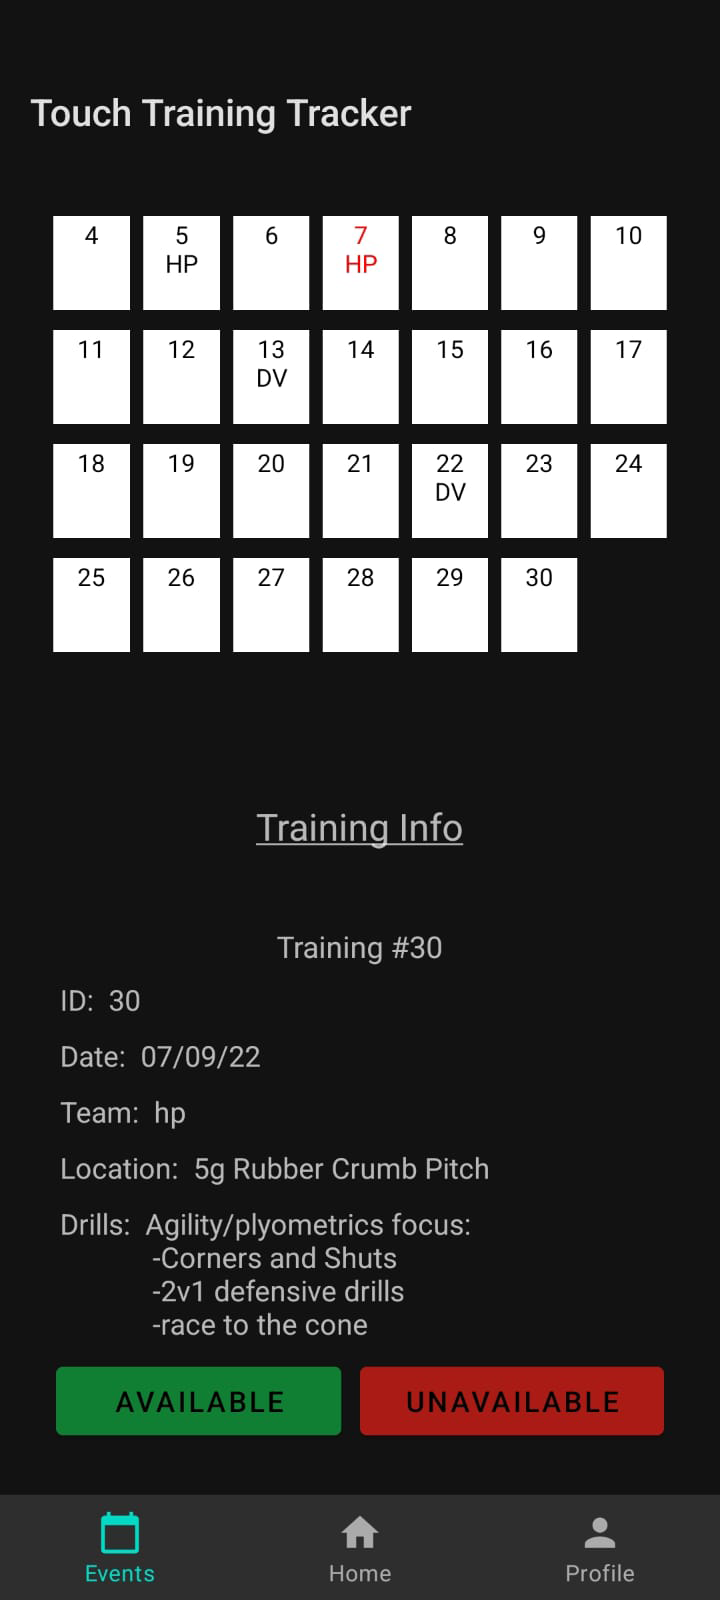 Touch Training Tracker
4 5 6 7 8 9 10
HP HP
11 12 13 14 15 16 17
DV
18 19 20 21 22 23 24
DV
25 26 27 28 29 30
Training Info
Training #30
ID: 30
Date: 07/09/22
Team: hp
Location: 5g Rubber Crumb Pitch
Drills: Agility/plyometrics focus:
-Corners and Shuts
-2v1 defensive drills
-race to the cone
AVAILABLE UNAVAILABLE
Events Home Profile